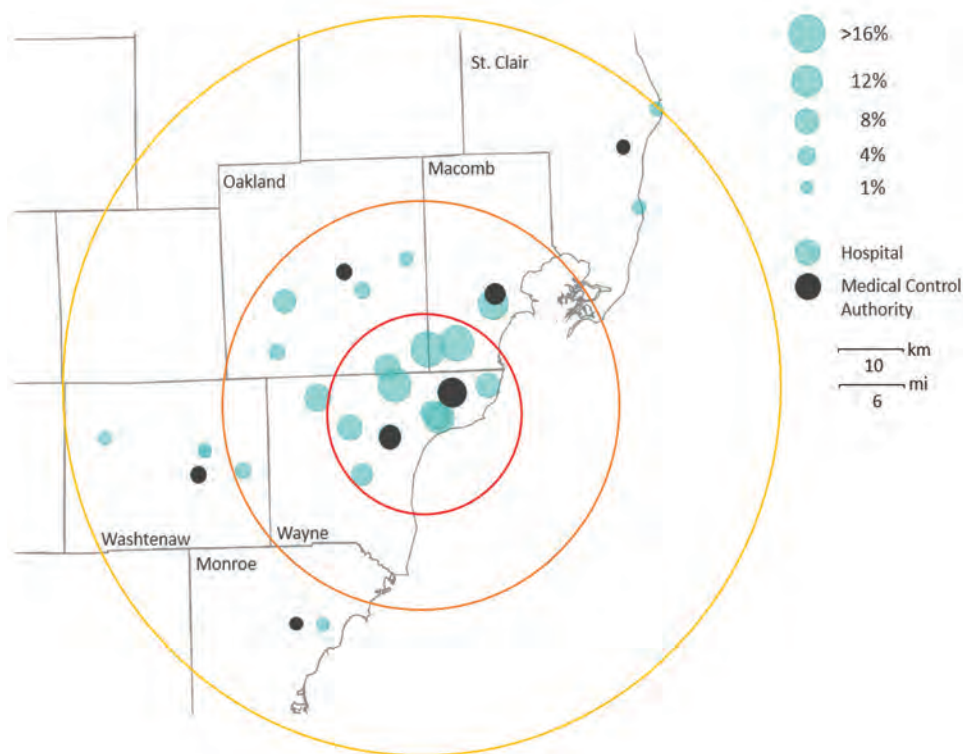 St. Clair
Macomb
Oakland
Washtenaw
Wayne
Monroe
>16%
12%
8%
4%
1%
Hospital
Medical Control
Authority
km
10
mi
6